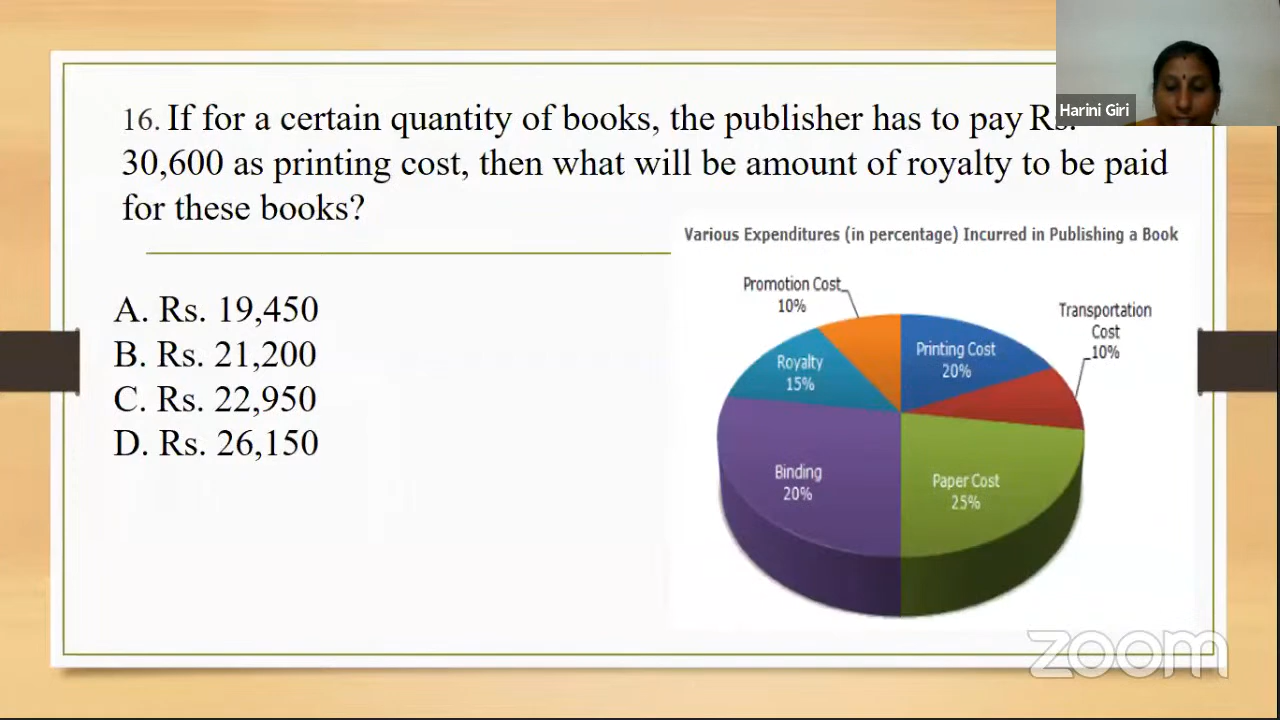 16. If for a certain quantity of books, the publisher has to pay Rs.
30,600 as printing cost, then what will be amount of royalty to be paid
for these books?
A. Rs. 19,450
B. Rs. 21,200
C. Rs. 22,950
D. Rs. 26,150
Various Expenditures (in percentage) Incurred in Publishing a Book
Promotion Cost
10%
Transportation
Cost
10%
Printing Cost
20%
Royalty
15%
Binding
20%
Paper Cost
25%
Harini Giri
zoom